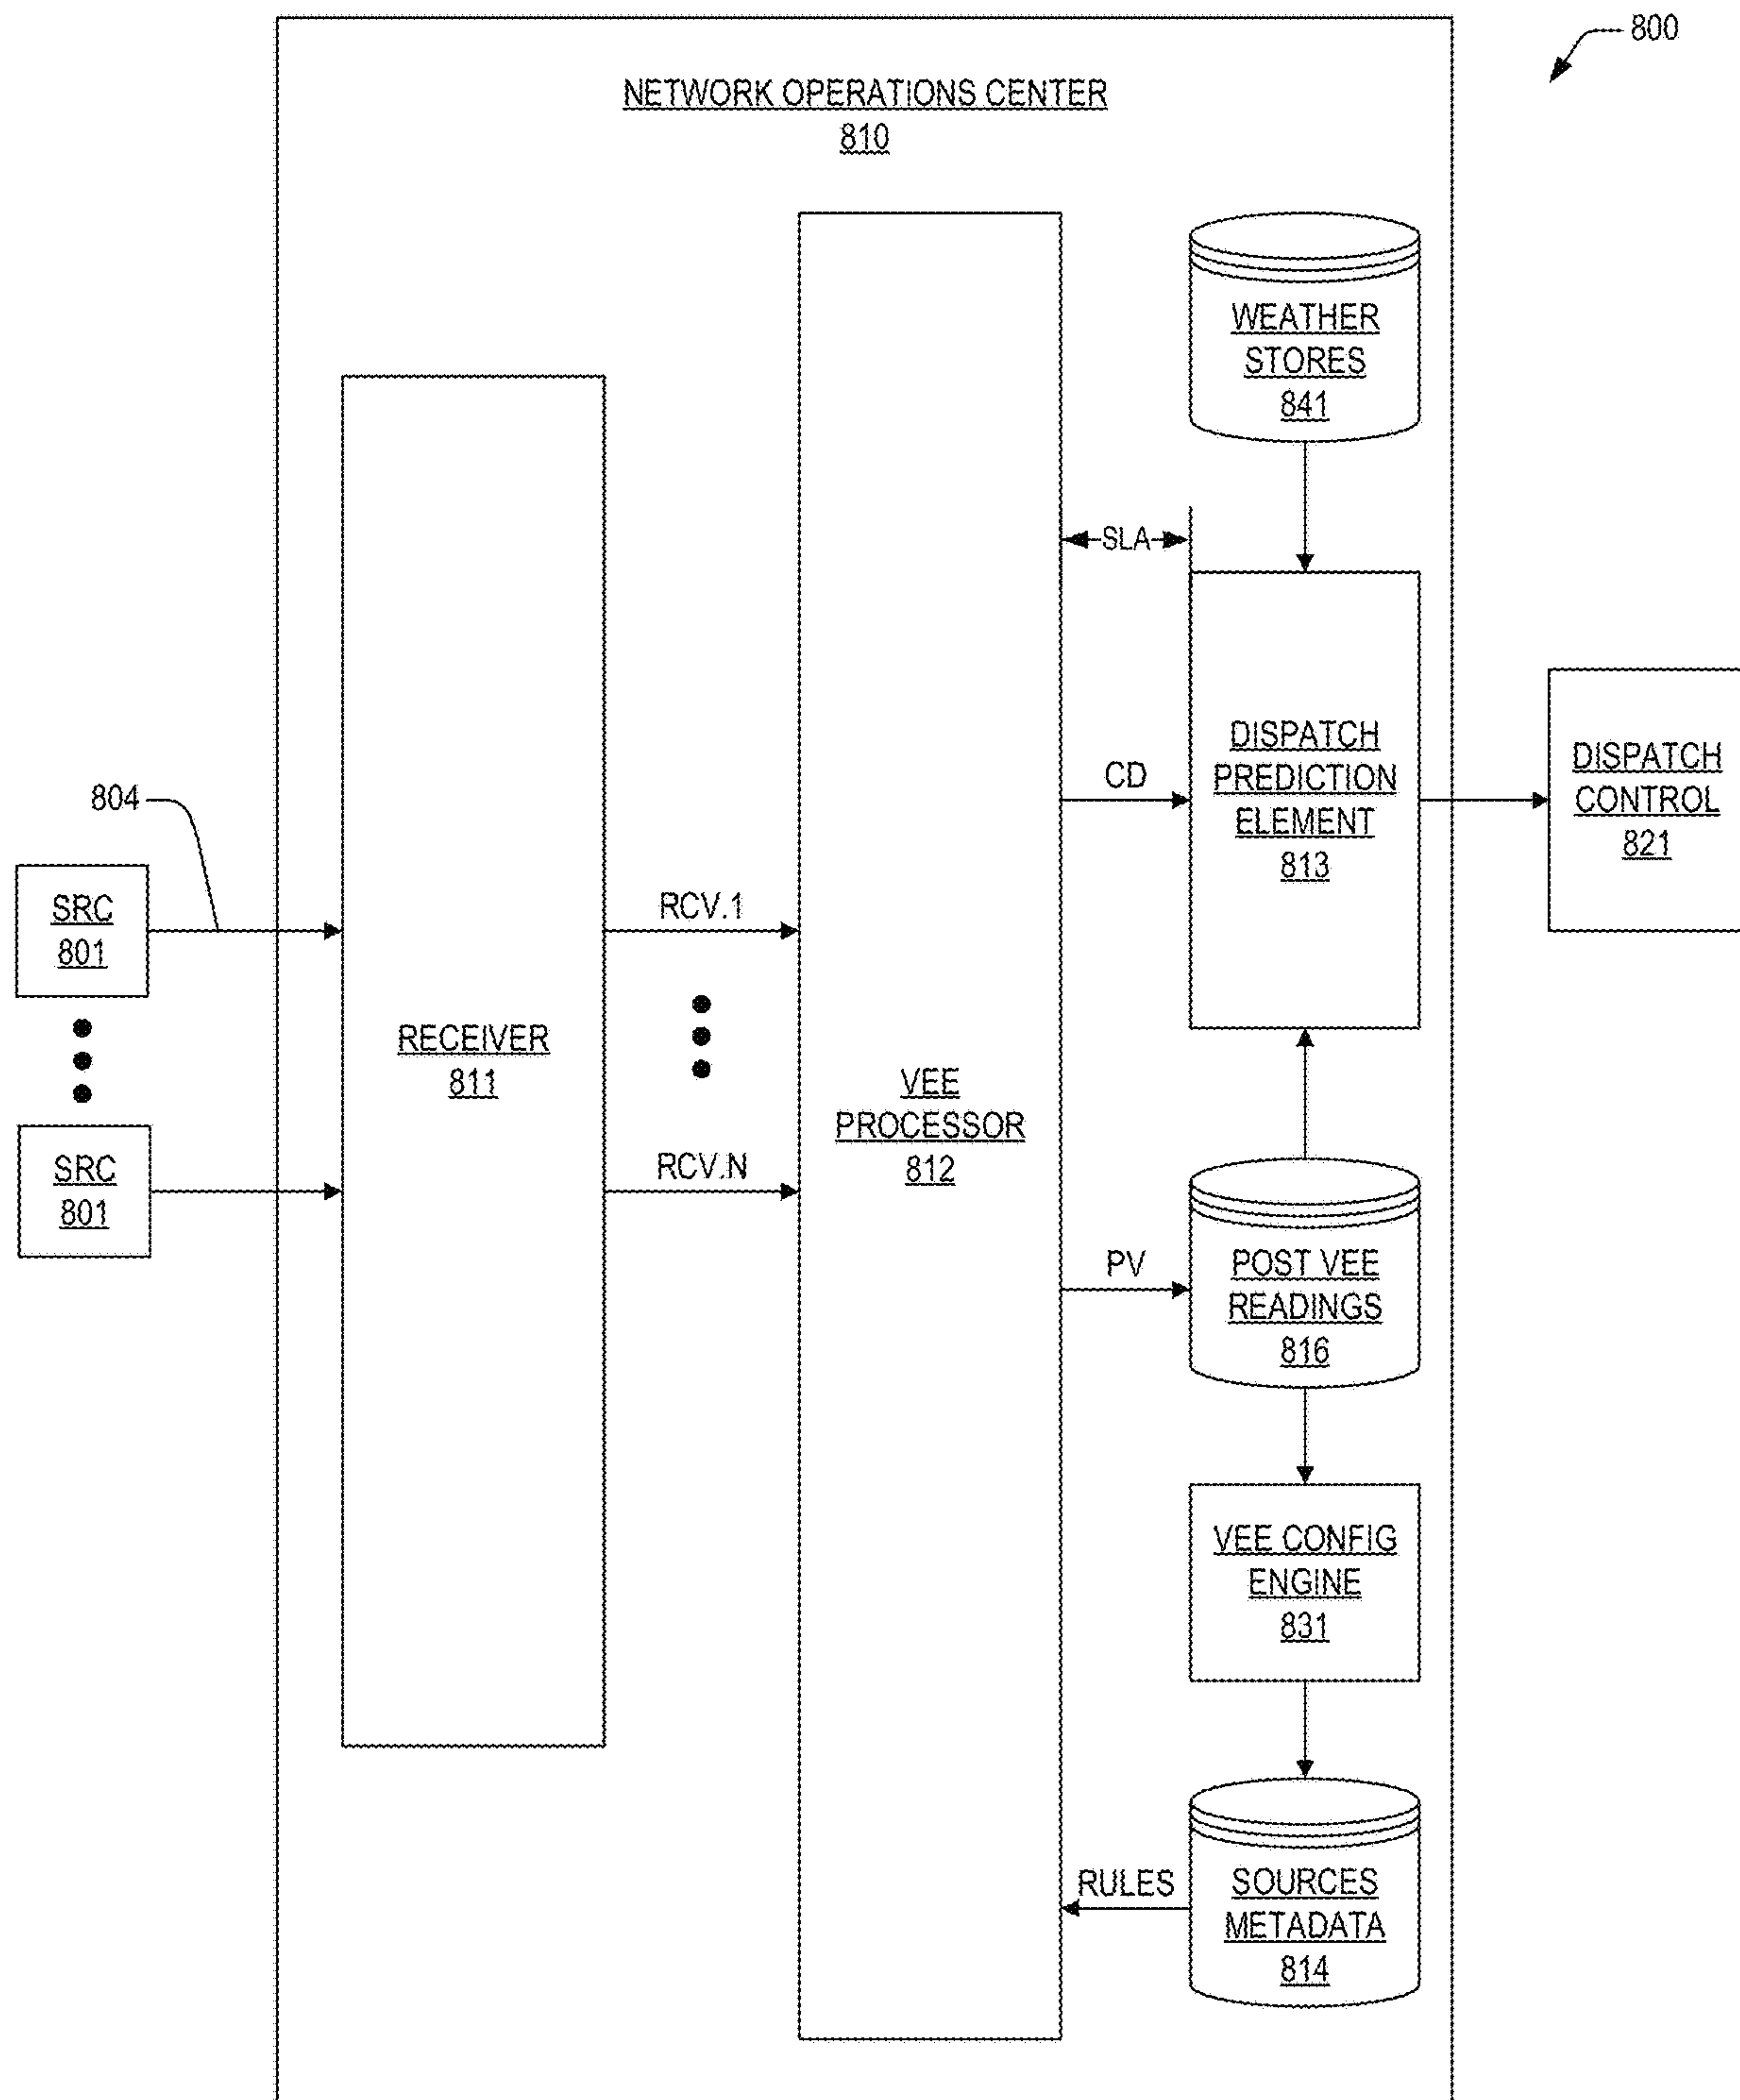 800
NETWORK OPERATIONS CENTER
810
WEATHER
STORES
841
SLA
DISPATCH
PREDICTION
ELEMENT
813
CD
DISPATCH
CONTROL
821
804
SRC
801
RCV.1
RECEIVER
811
VEE
PROCESSOR
812
SRC
801
RCV.N
PV
POST VEE
READINGS
816
VEE CONFIG
ENGINE
831
RULES
SOURCES
METADATA
814